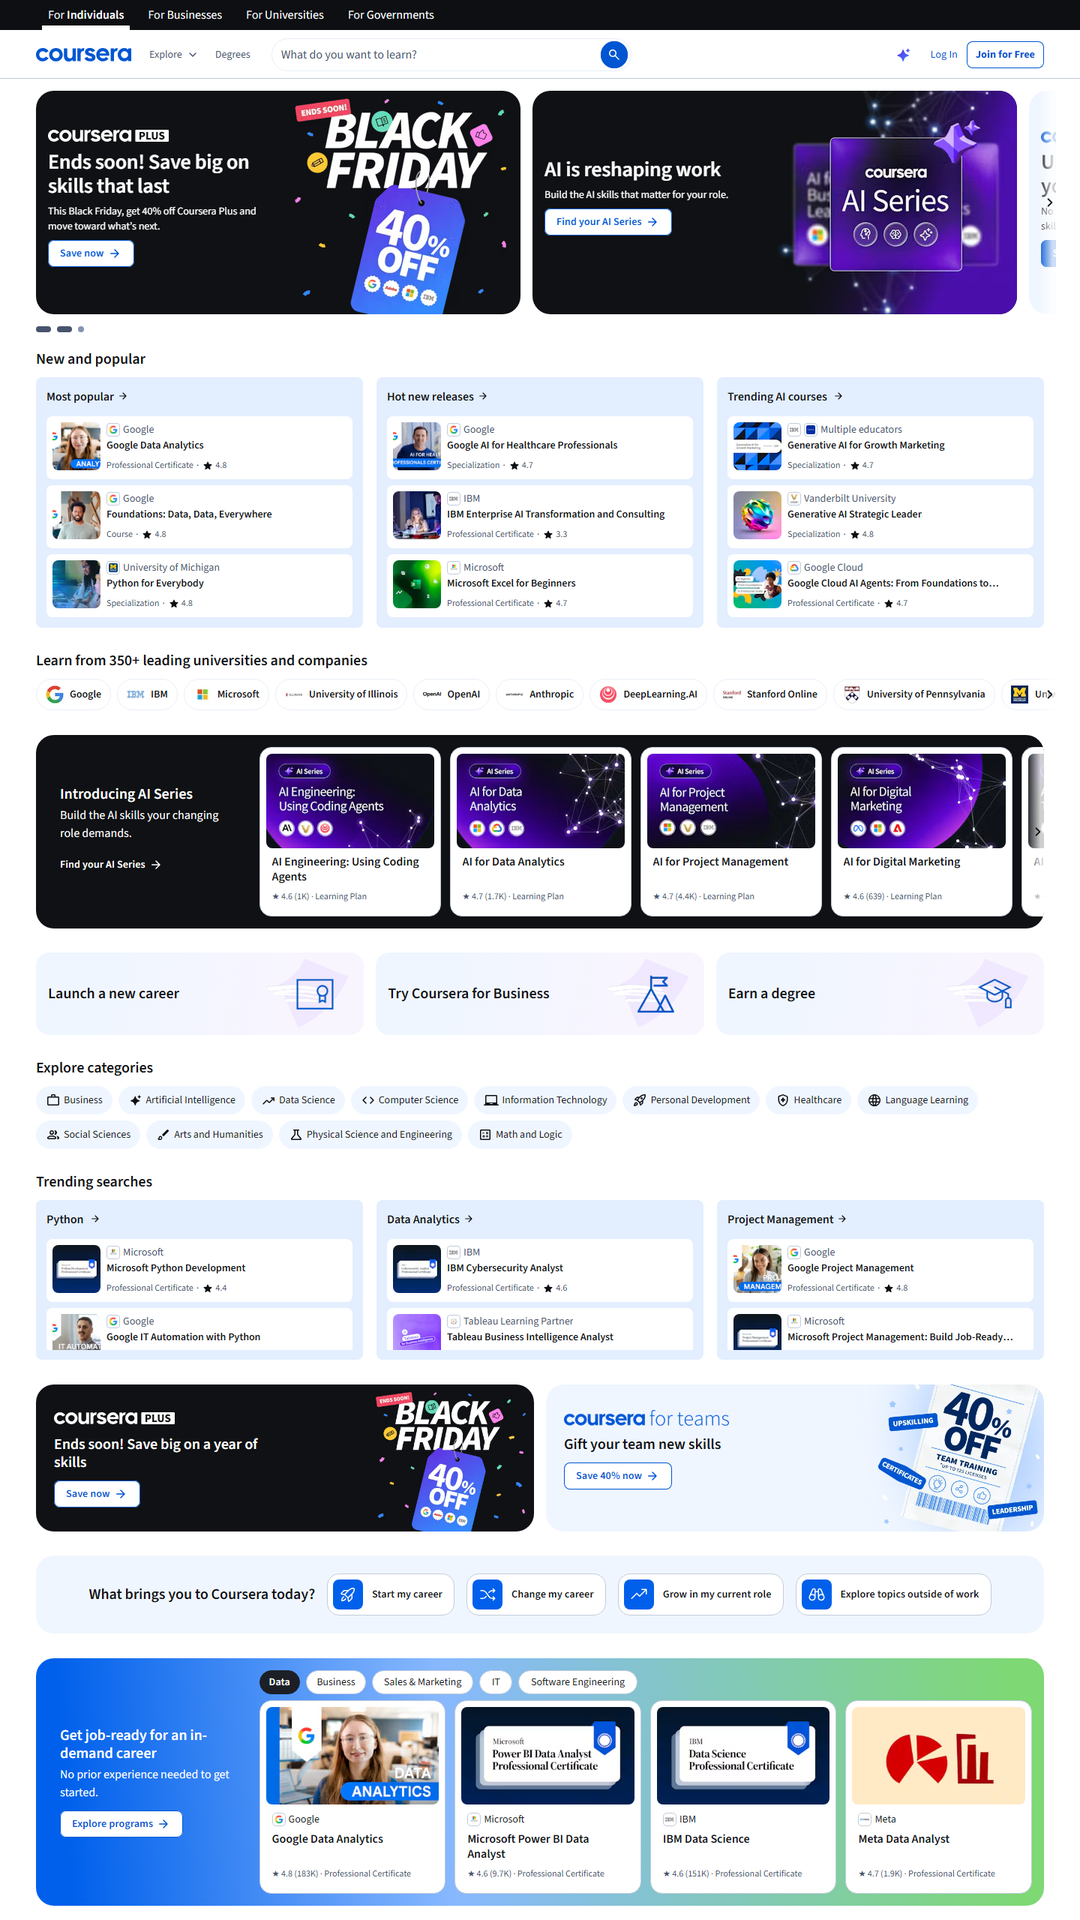 For Individuals
For Businesses
For Universities
For Governments
coursera
Explore
Degrees
What do you want to learn?
Log In
Join for Free
coursera PLUS
Ends soon! Save big on
skills that last
This Black Friday, get 40% off Coursera Plus and
move toward what's next.
Save now
ENDS SOON!
BLACK
FRIDAY
40%
OFF
AI is reshaping work
Build the AI skills that matter for your role.
Find your AI Series
coursera
AI Series
New and popular
Most popular
Google
Google Data Analytics
Professional Certificate · 4.8
Google
Foundations: Data, Data, Everywhere
Course · 4.8
University of Michigan
Python for Everybody
Specialization · 4.8
Hot new releases
Google
Google AI for Healthcare Professionals
Specialization · 4.7
IBM
IBM Enterprise AI Transformation and Consulting
Professional Certificate · 3.3
Microsoft
Microsoft Excel for Beginners
Professional Certificate · 4.7
Trending AI courses
Multiple educators
Generative AI for Growth Marketing
Specialization · 4.7
Vanderbilt University
Generative AI Strategic Leader
Specialization · 4.8
Google Cloud
Google Cloud AI Agents: From Foundations to...
Professional Certificate · 4.7
Learn from 350+ leading universities and companies
Google
IBM IBM
Microsoft
University of Illinois
OpenAI OpenAI
Anthropic
DeepLearning.AI
Stanford Online
University of Pennsylvania
Introducing AI Series
Build the AI skills your changing
role demands.
Find your AI Series
AI Series
AI Engineering:
Using Coding Agents
AI Engineering: Using Coding
Agents
4.6 (1K) · Learning Plan
AI Series
AI for Data
Analytics
AI for Data Analytics
4.7 (1.7K) · Learning Plan
AI Series
AI for Project
Management
AI for Project Management
4.7 (4.4K) · Learning Plan
AI Series
AI for Digital
Marketing
AI for Digital Marketing
4.6 (639) · Learning Plan
Launch a new career
Try Coursera for Business
Earn a degree
Explore categories
Business
Artificial Intelligence
Data Science
Computer Science
Information Technology
Personal Development
Healthcare
Language Learning
Social Sciences
Arts and Humanities
Physical Science and Engineering
Math and Logic
Trending searches
Python
Microsoft
Microsoft Python Development
Professional Certificate · 4.4
Google
Google IT Automation with Python
Data Analytics
IBM
IBM Cybersecurity Analyst
Professional Certificate · 4.6
Tableau Learning Partner
Tableau Business Intelligence Analyst
Project Management
Google
Google Project Management
Professional Certificate · 4.8
Microsoft
Microsoft Project Management: Build Job-Ready...
coursera PLUS
Ends soon! Save big on a year of
skills
Save now
ENDS SOON!
BLACK
FRIDAY
40%
OFF
coursera for teams
Gift your team new skills
Save 40% now
UPSKILLING
40%
OFF
TEAM TRAINING
*UP TO 125 LICENSES
CERTIFICATES
LEADERSHIP
What brings you to Coursera today?
Start my career
Change my career
Grow in my current role
Explore topics outside of work
Get job-ready for an in-
demand career
No prior experience needed to get
started.
Explore programs
Data
Business
Sales & Marketing
IT
Software Engineering
DATA
ANALYTICS
Google
Google Data Analytics
4.8 (183K) · Professional Certificate
Microsoft
Power BI Data Analyst
Professional Certificate
Microsoft
Microsoft Power BI Data
Analyst
4.6 (9.7K) · Professional Certificate
IBM
Data Science
Professional Certificate
IBM
IBM Data Science
4.6 (151K) · Professional Certificate
Meta
Meta Data Analyst
4.7 (1.9K) · Professional Certificate